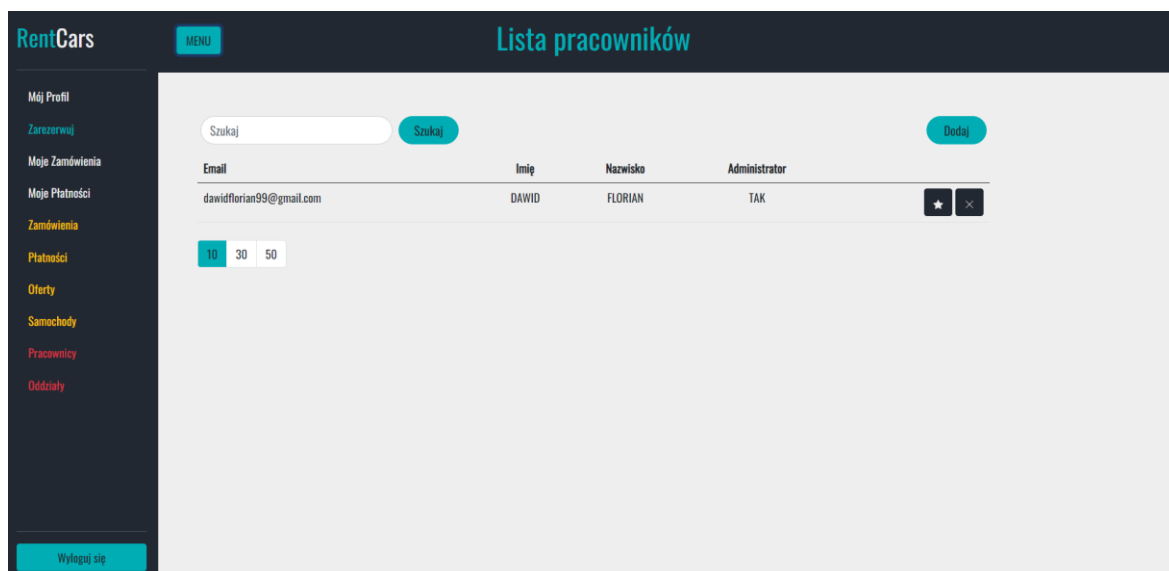 RentCars
MENU
Lista pracowników
Mój Profil
Zarezerwuj
Moje Zamówienia
Moje Płatności
Zamówienia
Płatności
Oferty
Samochody
Pracownicy
Oddziały
Wyloguj się
Szukaj Szukaj Dodaj
Email Imię Nazwisko Administrator
dawidflorian99@gmail.com DAWID FLORIAN TAK
10 30 50